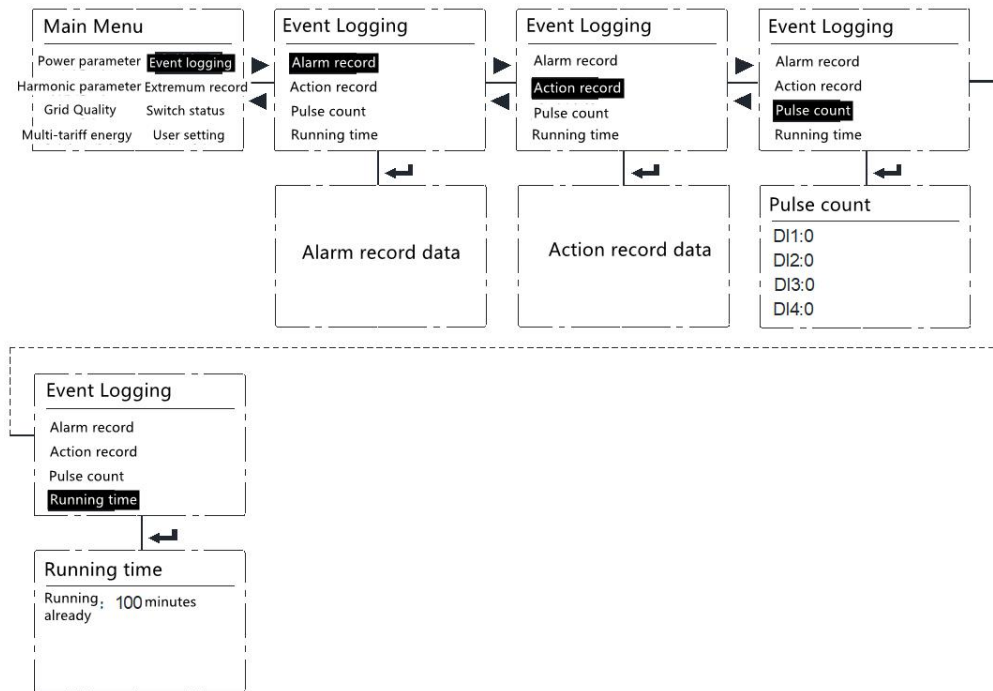 Main Menu
Power parameter Event logging
Harmonic parameter Extremum record
Grid Quality Switch status
Multi-tariff energy User setting
Event Logging
Alarm record
Action record
Pulse count
Running time
Event Logging
Alarm record
Action record
Pulse count
Running time
Event Logging
Alarm record
Action record
Pulse count
Running time
Alarm record data
Action record data
Pulse count
DI1:0
DI2:0
DI3:0
DI4:0
Event Logging
Alarm record
Action record
Pulse count
Running time
Running time
Running already: 100 minutes